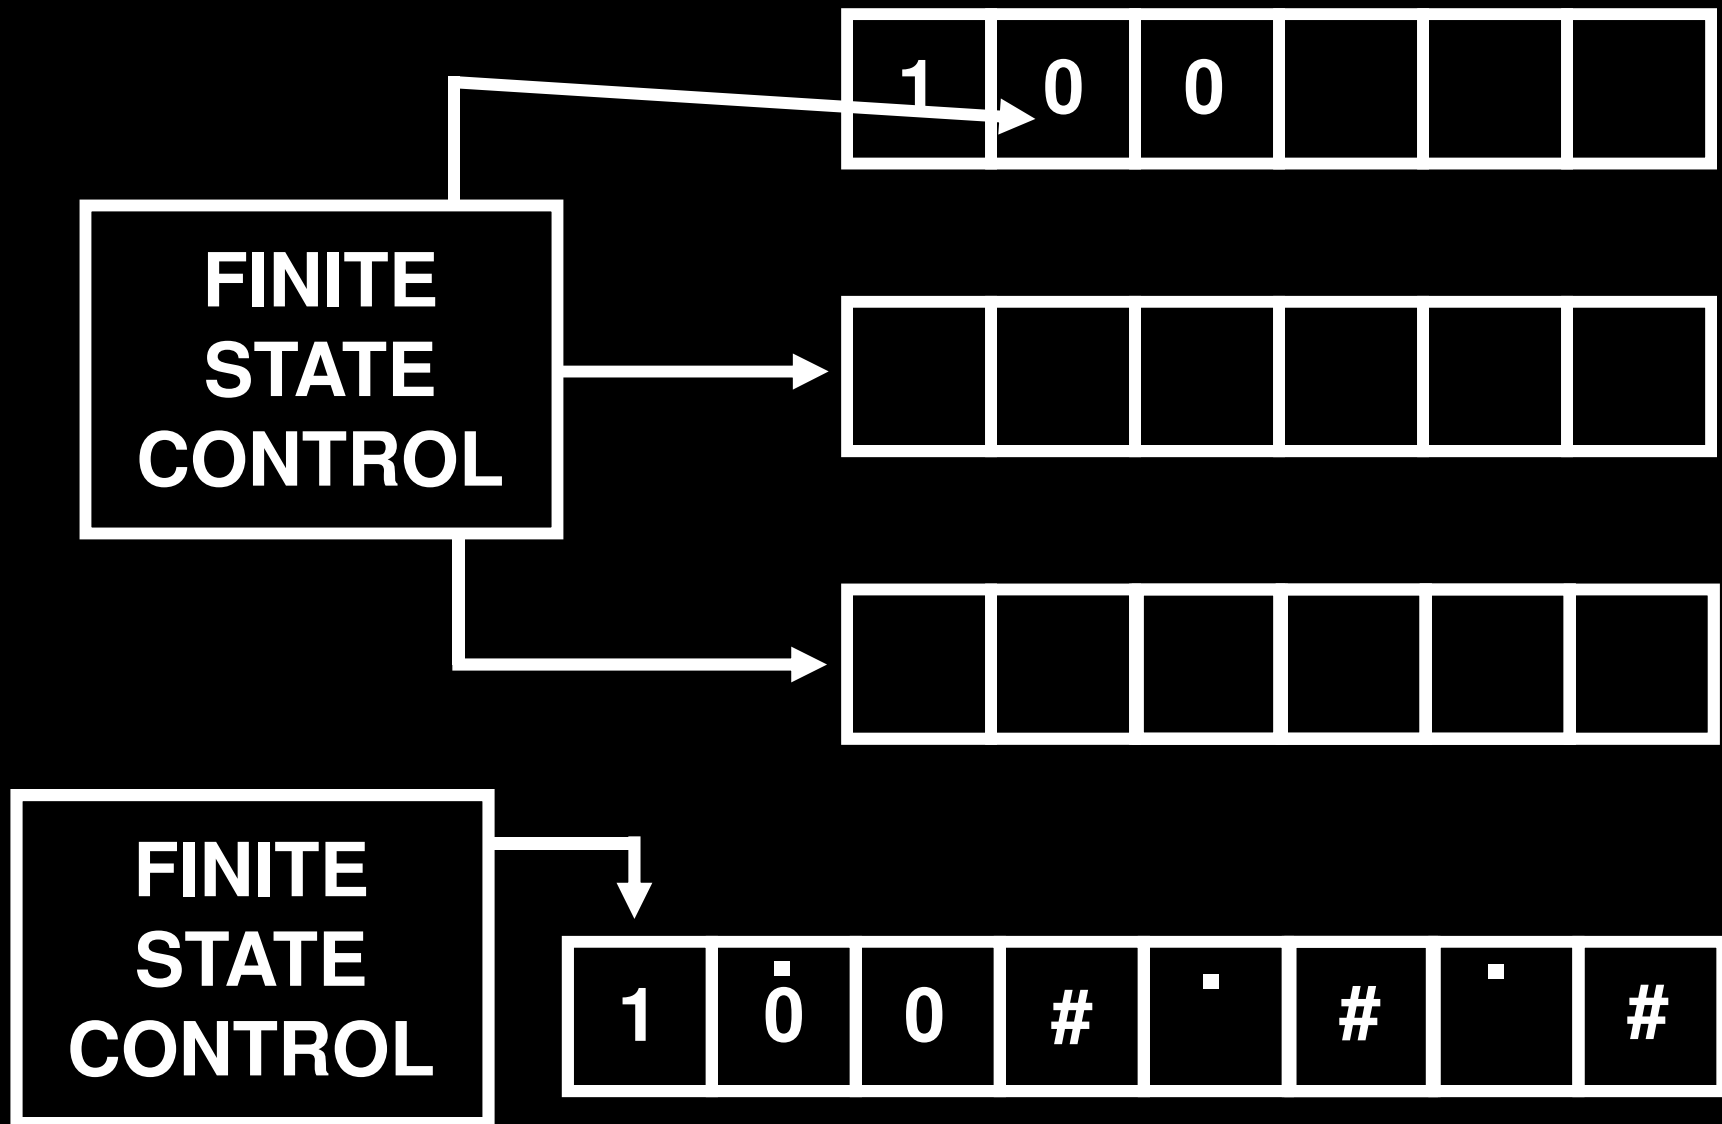 1 0 0
FINITE
STATE
CONTROL
FINITE
STATE
CONTROL
1 0 0 # # #